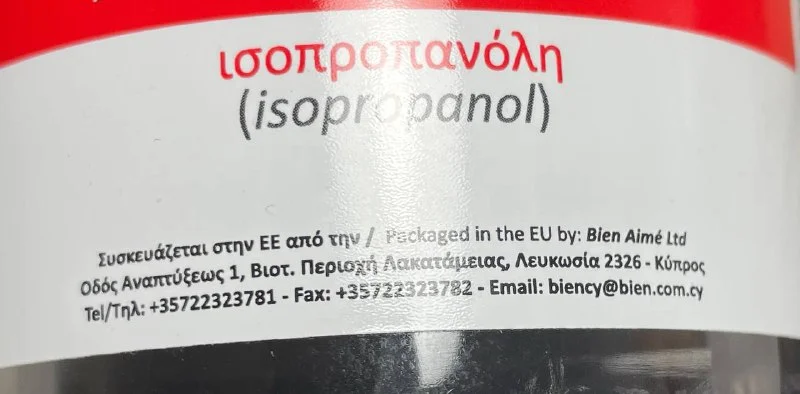 ισοπροπανόλη
(isopropanol)
Συσκευάζεται στην ΕΕ από την / Packaged in the EU by: Bien Aimé Ltd
Οδός Αναπτύξεως 1, Βιοτ. Περιοχή Λακατάμειας, Λευκωσία 2326 - Κύπρος
Tel/Τηλ: +35722323781 - Fax: +35722323782 - Email: biency@bien.com.cy